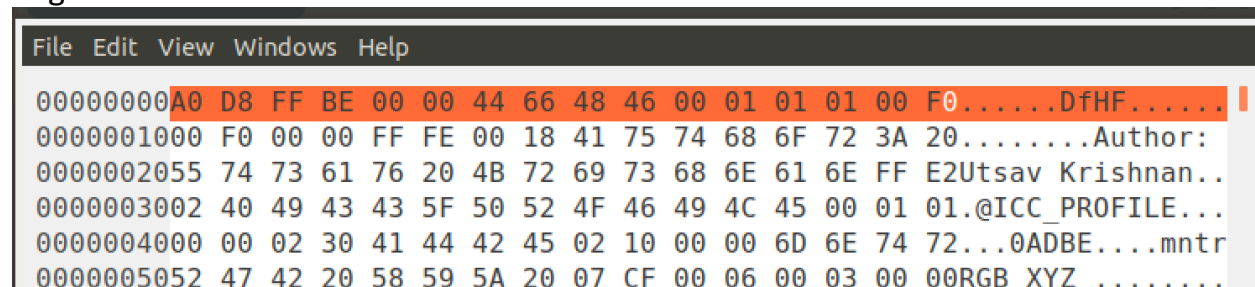 File Edit View Windows Help
00000000A0 D8 FF BE 00 00 44 66 48 46 00 01 01 01 00 F0......DfHF......
0000001000 F0 00 00 FF FE 00 18 41 75 74 68 6F 72 3A 20........Author:
0000002055 74 73 61 76 20 4B 72 69 73 68 6E 61 6E FF E2Utsav Krishnan..
0000003002 40 49 43 43 5F 50 52 4F 46 49 4C 45 00 01 01.@ICC_PROFILE...
0000004000 00 02 30 41 44 42 45 02 10 00 00 6D 6E 74 72...0ADBE....mntr
0000005052 47 42 20 58 59 5A 20 07 CF 00 06 00 03 00 00RGB XYZ ........